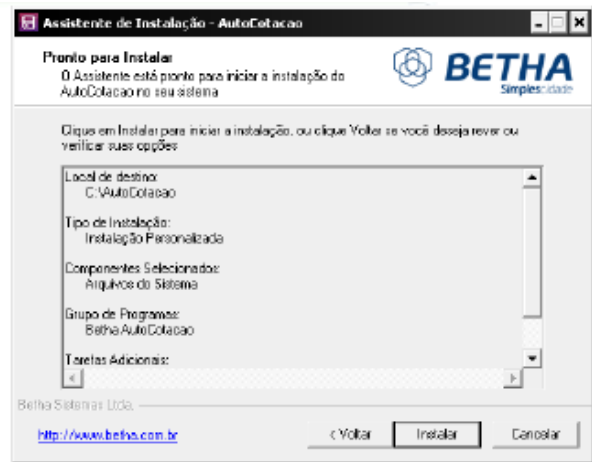 Assistente de Instalação - AutoCotacao
Pronto para Instalar
O Assistente está pronto para iniciar a instalação do
AutoCotacao no seu sistema
BETHA
Simplescidade
Clique em Instalar para iniciar a instalação, ou clique Voltar se você deseja rever ou
verificar suas opções
Local de destino:
C:\AutoCotacao
Tipo de Instalação:
Instalação Personalizada
Componentes Selecionados:
Arquivos do Sistema
Grupo de Programas:
Betha AutoCotacao
Tarefas Adicionais:
Betha Sistemas Ltda.
http://www.betha.com.br
< Voltar
Instalar
Cancelar